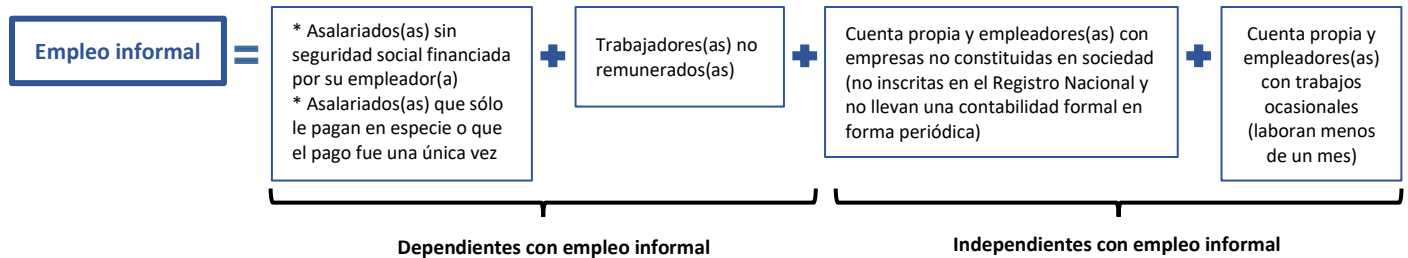 Empleo informal
=
* Asalariados(as) sin
seguridad social financiada
por su empleador(a)
* Asalariados(as) que sólo
le pagan en especie o que
el pago fue una única vez
+
Trabajadores(as) no
remunerados(as)
+
Cuenta propia y empleadores(as) con
empresas no constituidas en sociedad
(no inscritas en el Registro Nacional y
no llevan una contabilidad formal en
forma periódica)
+
Cuenta propia y
empleadores(as)
con trabajos
ocasionales
(laboran menos
de un mes)
Dependientes con empleo informal
Independientes con empleo informal